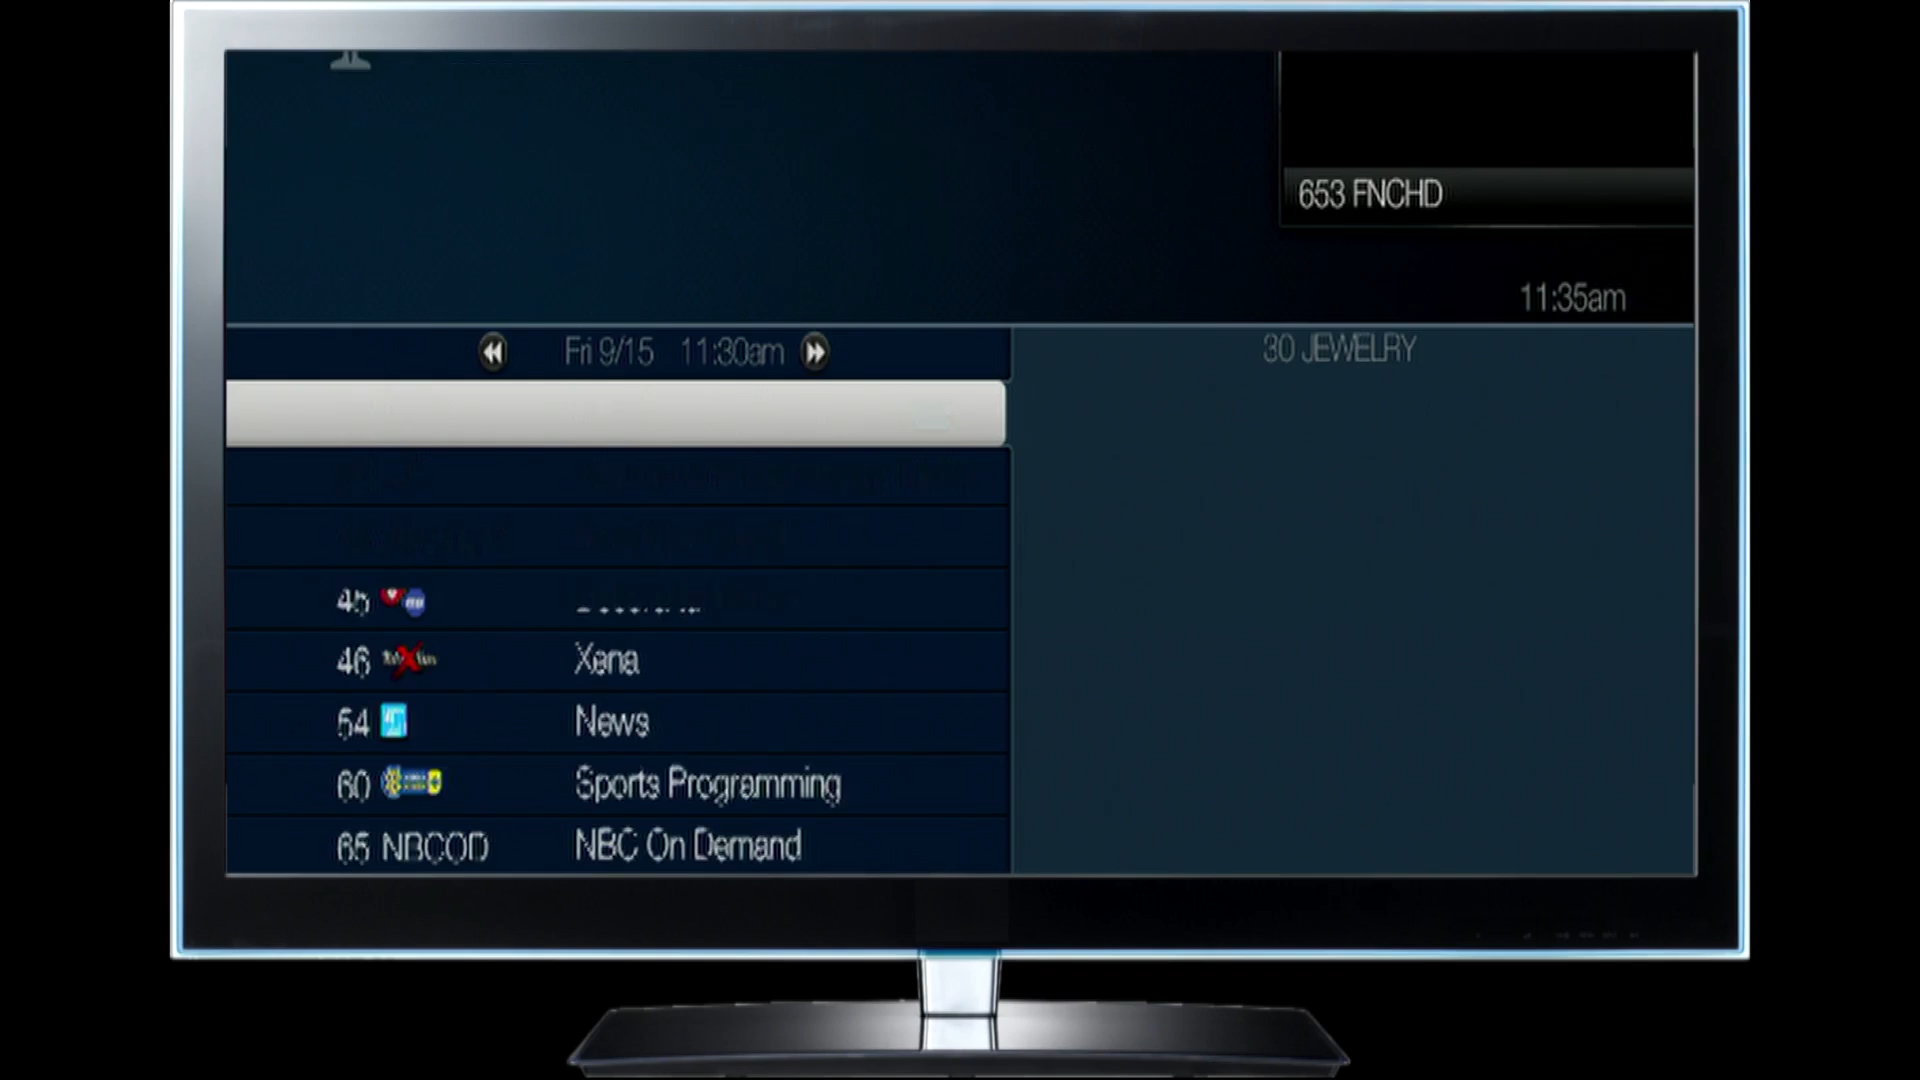 653 FNCHD
11:35am
Fri 9/15 11:30am
30 JEWELRY
45
46
Xena
54
News
60
Sports Programming
65 NBCOD
NBC On Demand